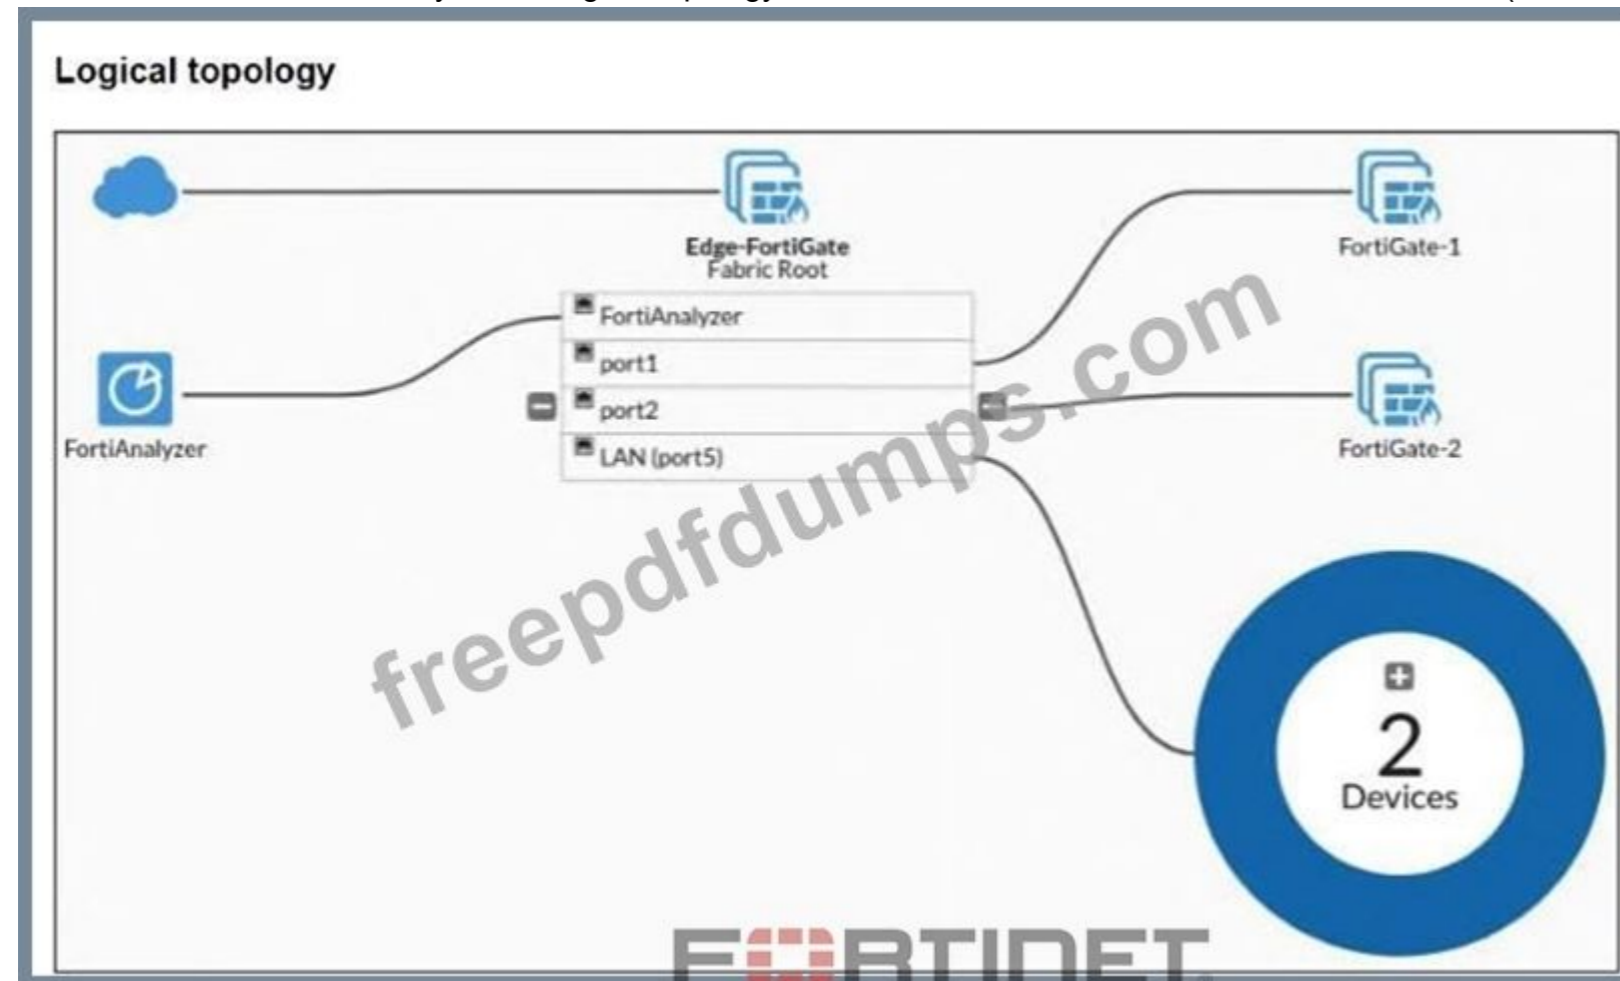 Logical topology
Edge-FortiGate
Fabric Root
FortiGate-1
FortiAnalyzer
port1
port2
LAN (port5)
FortiAnalyzer
FortiGate-2
freepdfdumps.com
2
Devices
FORTINET